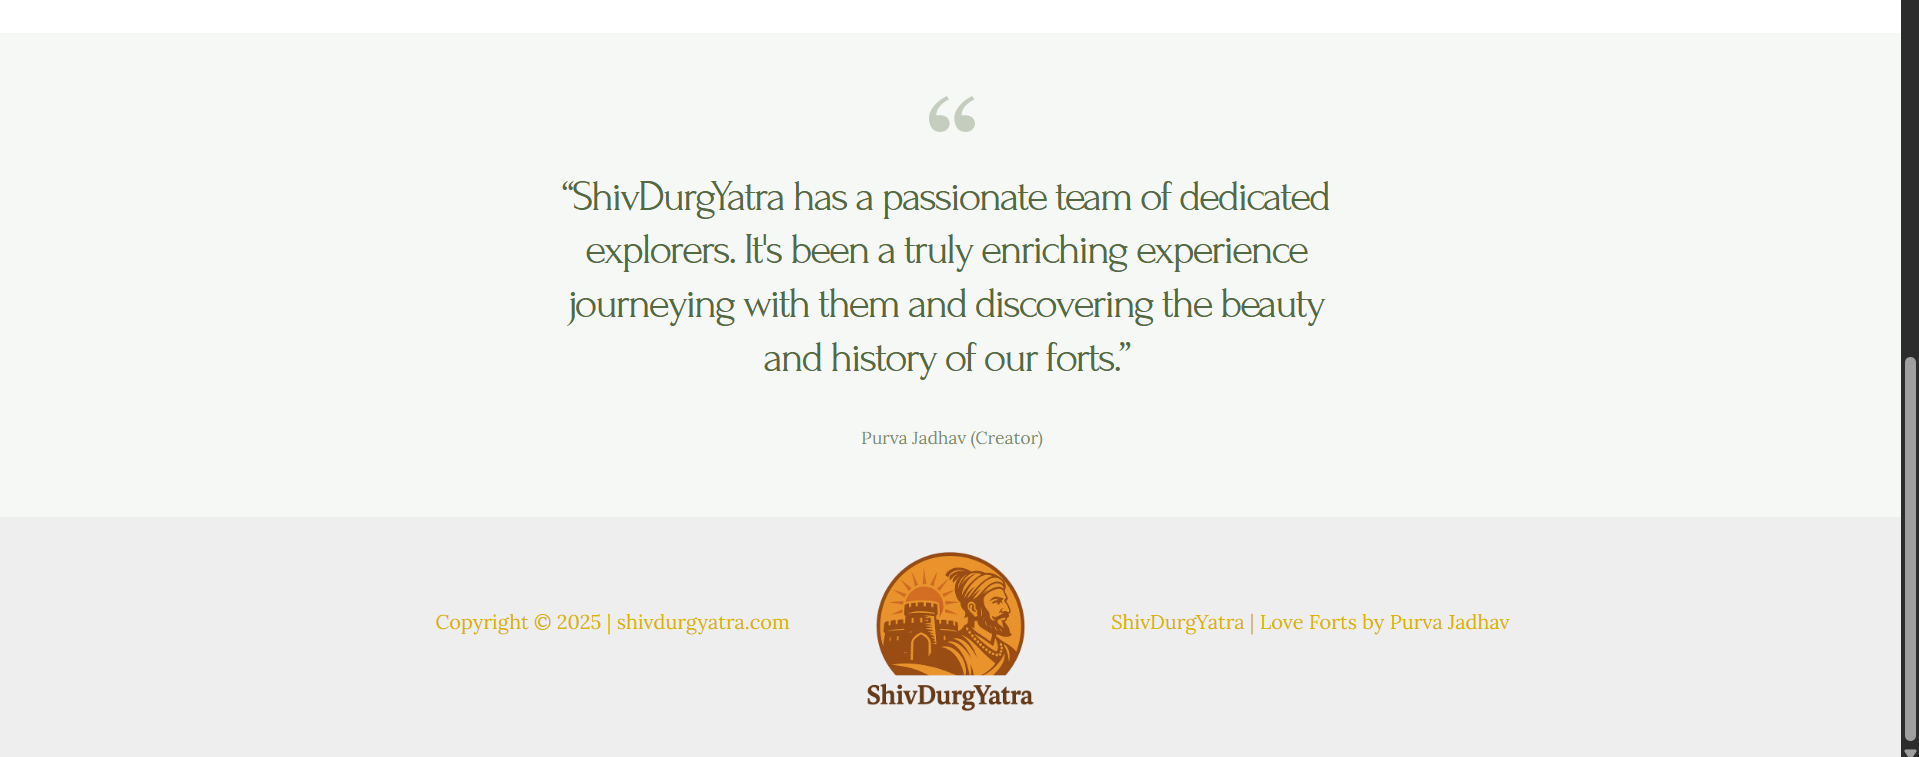 “
“ShivDurgYatra has a passionate team of dedicated
explorers. It's been a truly enriching experience
journeying with them and discovering the beauty
and history of our forts.”
Purva Jadhav (Creator)
Copyright © 2025 | shivdurgyatra.com
ShivDurgYatra
ShivDurgYatra | Love Forts by Purva Jadhav